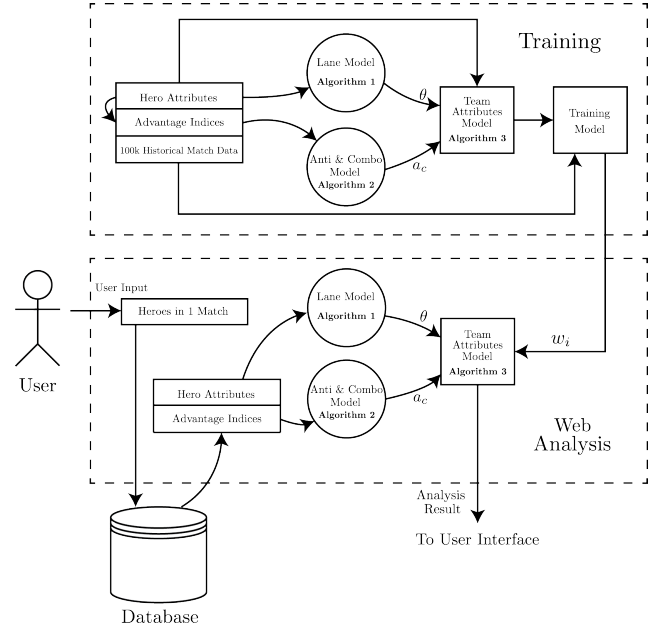 Training
Lane Model
Algorithm 1
Hero Attributes
Advantage Indices
100k Historical Match Data
θ
Team
Attributes
Model
Algorithm 3
Training
Model
Anti & Combo
Model
Algorithm 2
a_c
User Input
Heroes in 1 Match
User
Lane Model
Algorithm 1
θ
Team
Attributes
Model
Algorithm 3
w_i
Hero Attributes
Advantage Indices
Anti & Combo
Model
Algorithm 2
a_c
Web
Analysis
Analysis
Result
To User Interface
Database